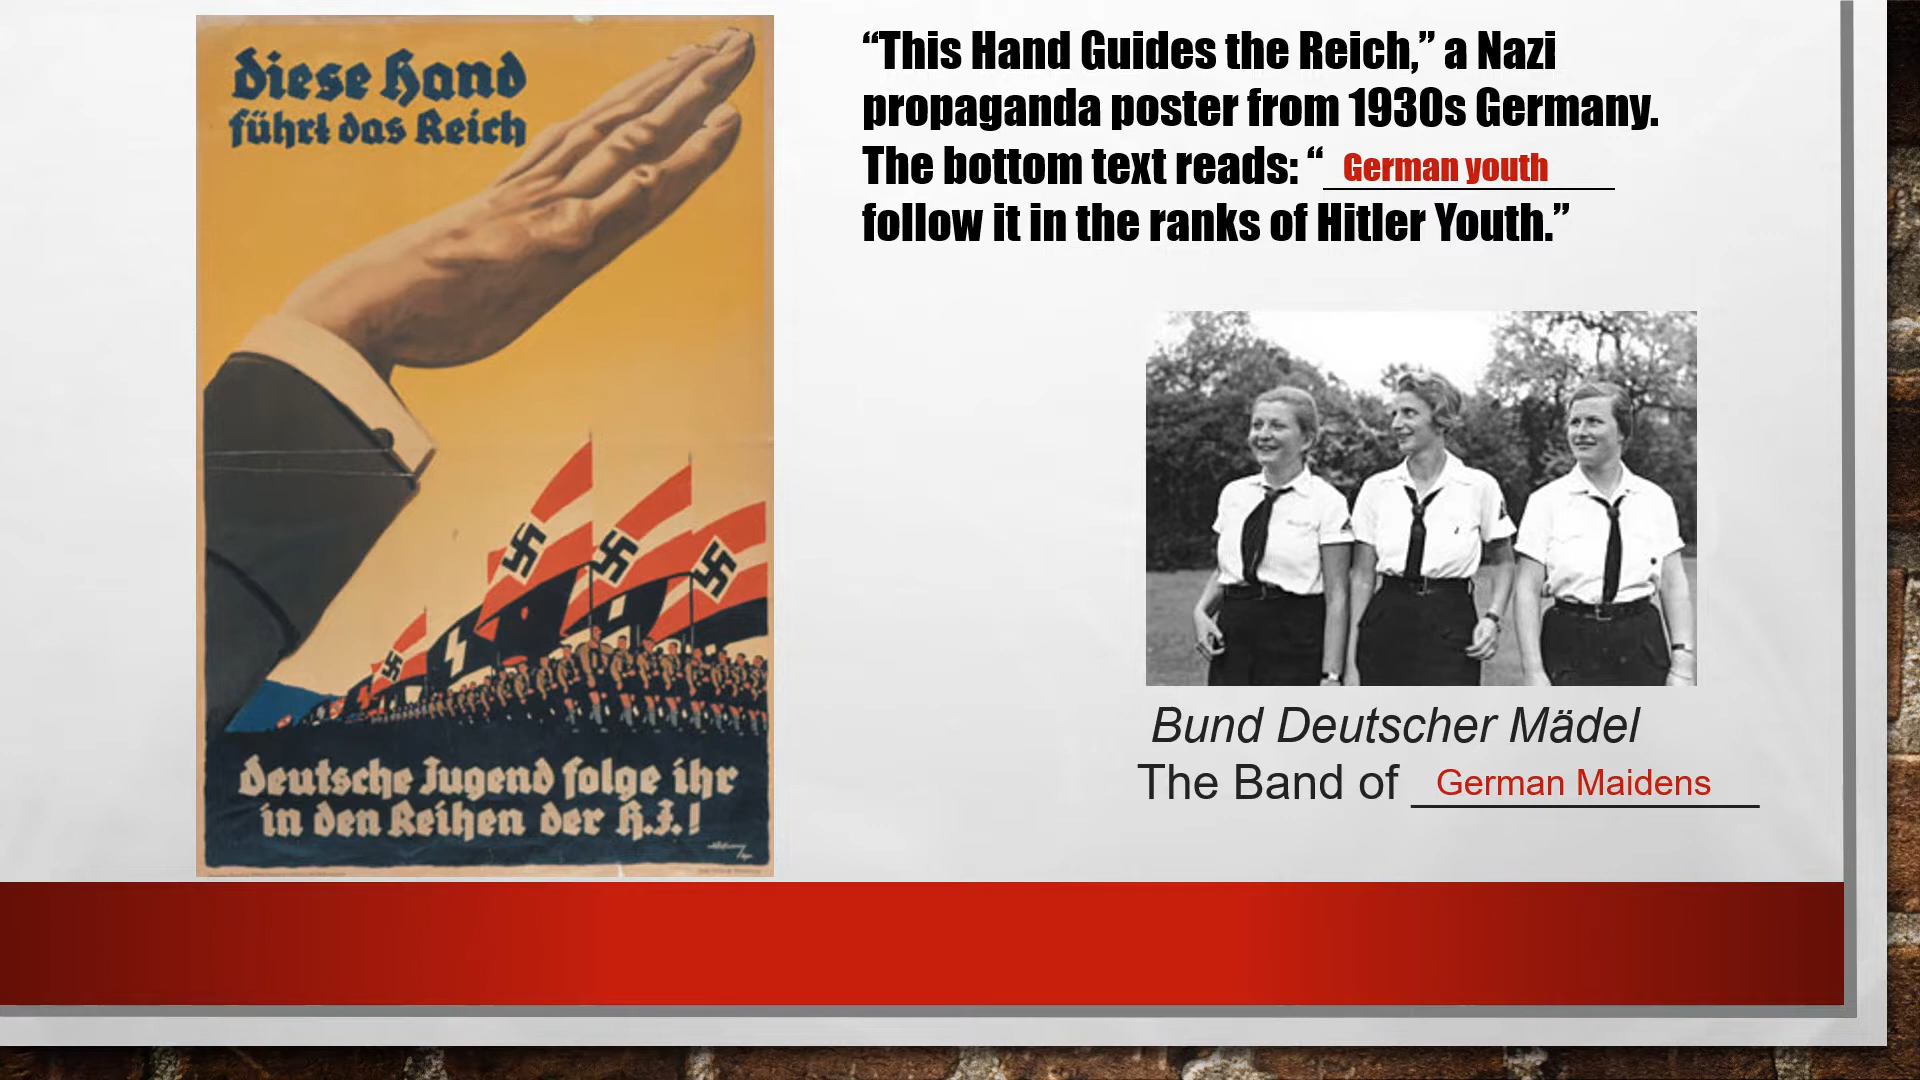 Diese Hand
führt das Reich
Deutsche Jugend folge ihr
in den Reihen der H.J.!
“This Hand Guides the Reich,” a Nazi
propaganda poster from 1930s Germany.
The bottom text reads: “ German youth
follow it in the ranks of Hitler Youth.”
Bund Deutscher Mädel
The Band of German Maidens